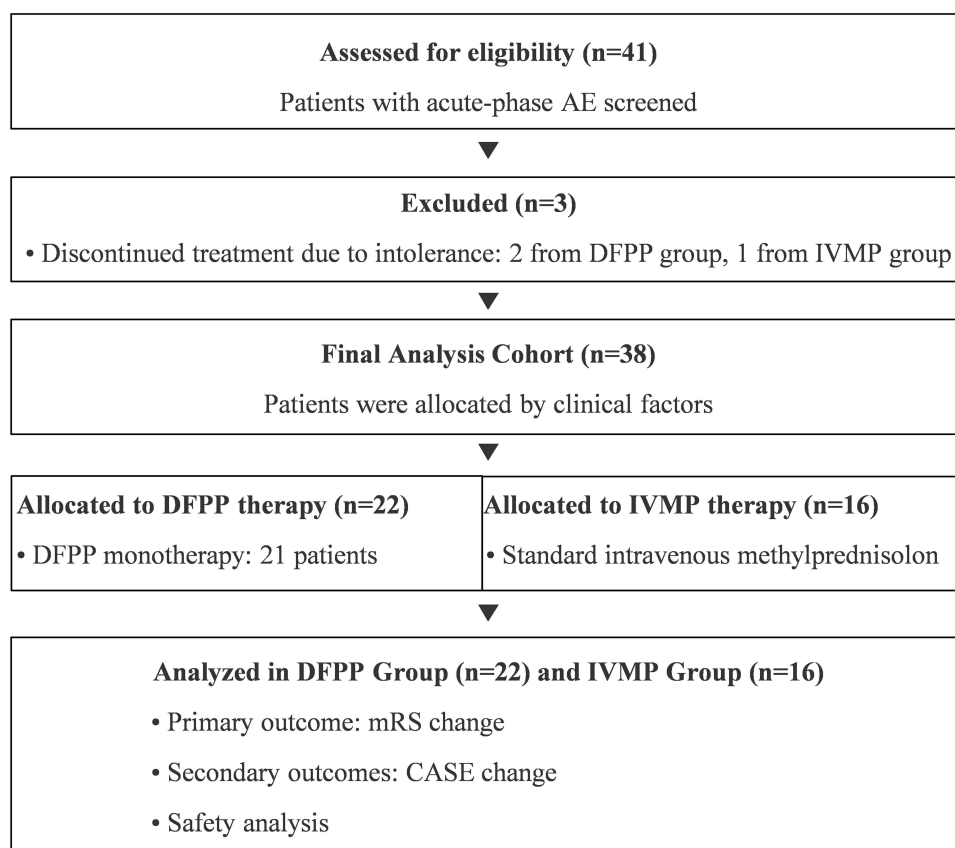 Assessed for eligibility (n=41)
Patients with acute-phase AE screened
Excluded (n=3)
• Discontinued treatment due to intolerance: 2 from DFPP group, 1 from IVMP group
Final Analysis Cohort (n=38)
Patients were allocated by clinical factors
Allocated to DFPP therapy (n=22)
• DFPP monotherapy: 21 patients
Allocated to IVMP therapy (n=16)
• Standard intravenous methylprednisolon
Analyzed in DFPP Group (n=22) and IVMP Group (n=16)
• Primary outcome: mRS change
• Secondary outcomes: CASE change
• Safety analysis